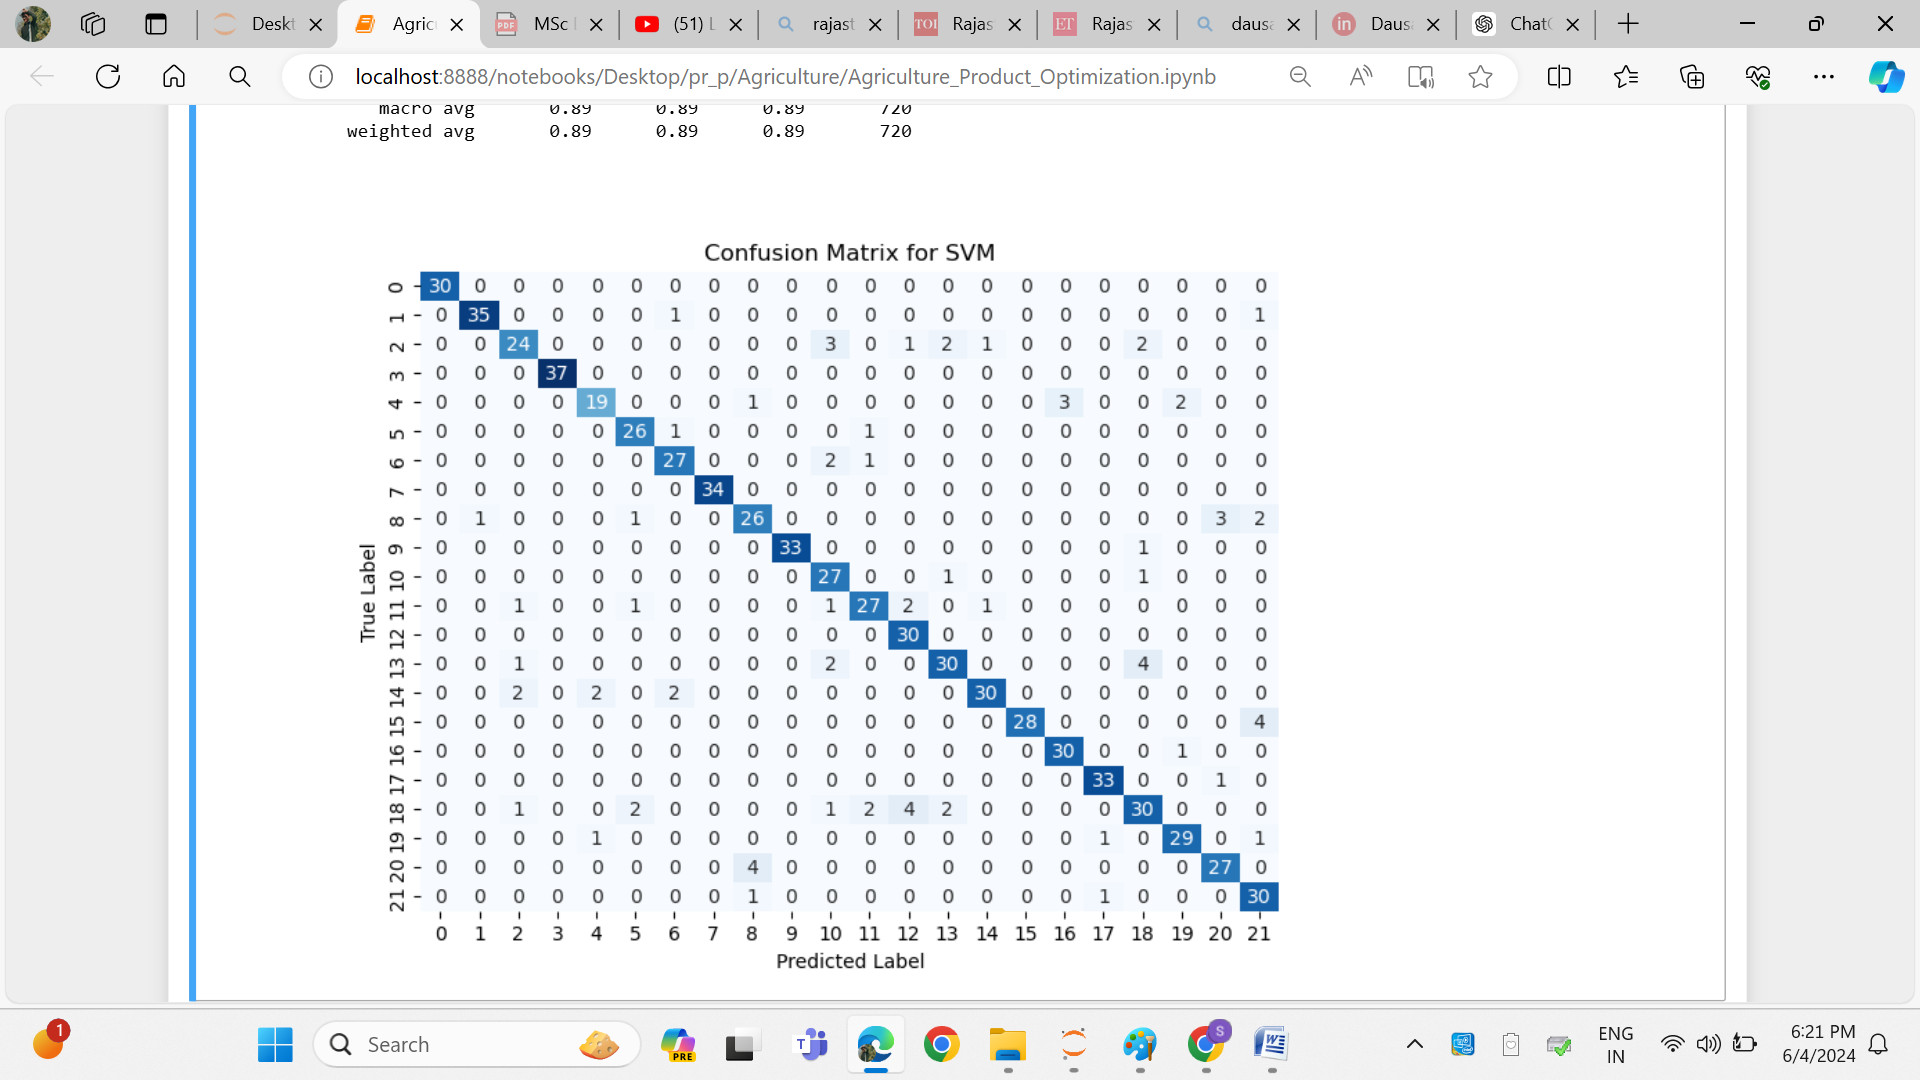 Deskt
Agric
MSc
(51) L
rajast
TOI Rajas
ET Rajas
daus
in Daus
Chat
localhost:8888/notebooks/Desktop/pr_p/Agriculture/Agriculture_Product_Optimization.ipynb
macro avg 0.89 0.89 0.89 720
weighted avg 0.89 0.89 0.89 720
Confusion Matrix for SVM
True Label
0 30 0 0 0 0 0 0 0 0 0 0 0 0 0 0 0 0 0 0 0 0 0
1 0 35 0 0 0 0 1 0 0 0 0 0 0 0 0 0 0 0 0 0 0 1
2 0 0 24 0 0 0 0 0 0 0 3 0 1 2 1 0 0 0 2 0 0 0
3 0 0 0 37 0 0 0 0 0 0 0 0 0 0 0 0 0 0 0 0 0 0
4 0 0 0 0 19 0 0 0 1 0 0 0 0 0 0 0 3 0 0 2 0 0
5 0 0 0 0 0 26 1 0 0 0 0 1 0 0 0 0 0 0 0 0 0 0
6 0 0 0 0 0 0 27 0 0 0 2 1 0 0 0 0 0 0 0 0 0 0
7 0 0 0 0 0 0 0 34 0 0 0 0 0 0 0 0 0 0 0 0 0 0
8 0 1 0 0 0 1 0 0 26 0 0 0 0 0 0 0 0 0 0 0 3 2
9 0 0 0 0 0 0 0 0 0 33 0 0 0 0 0 0 0 0 1 0 0 0
10 0 0 0 0 0 0 0 0 0 0 27 0 0 1 0 0 0 0 1 0 0 0
11 0 0 1 0 0 1 0 0 0 0 1 27 2 0 1 0 0 0 0 0 0 0
12 0 0 0 0 0 0 0 0 0 0 0 0 30 0 0 0 0 0 0 0 0 0
13 0 0 1 0 0 0 0 0 0 0 2 0 0 30 0 0 0 0 4 0 0 0
14 0 0 2 0 2 0 2 0 0 0 0 0 0 0 30 0 0 0 0 0 0 0
15 0 0 0 0 0 0 0 0 0 0 0 0 0 0 0 28 0 0 0 0 0 4
16 0 0 0 0 0 0 0 0 0 0 0 0 0 0 0 0 30 0 0 1 0 0
17 0 0 0 0 0 0 0 0 0 0 0 0 0 0 0 0 0 33 0 0 1 0
18 0 0 1 0 0 2 0 0 0 0 1 2 4 2 0 0 0 0 30 0 0 0
19 0 0 0 0 1 0 0 0 0 0 0 0 0 0 0 0 0 1 0 29 0 1
20 0 0 0 0 0 0 0 0 4 0 0 0 0 0 0 0 0 0 0 0 27 0
21 0 0 0 0 0 0 0 0 1 0 0 0 0 0 0 0 0 1 0 0 0 30
0 1 2 3 4 5 6 7 8 9 10 11 12 13 14 15 16 17 18 19 20 21
Predicted Label
1
Search
PRE
S
ENG
IN
6:21 PM
6/4/2024